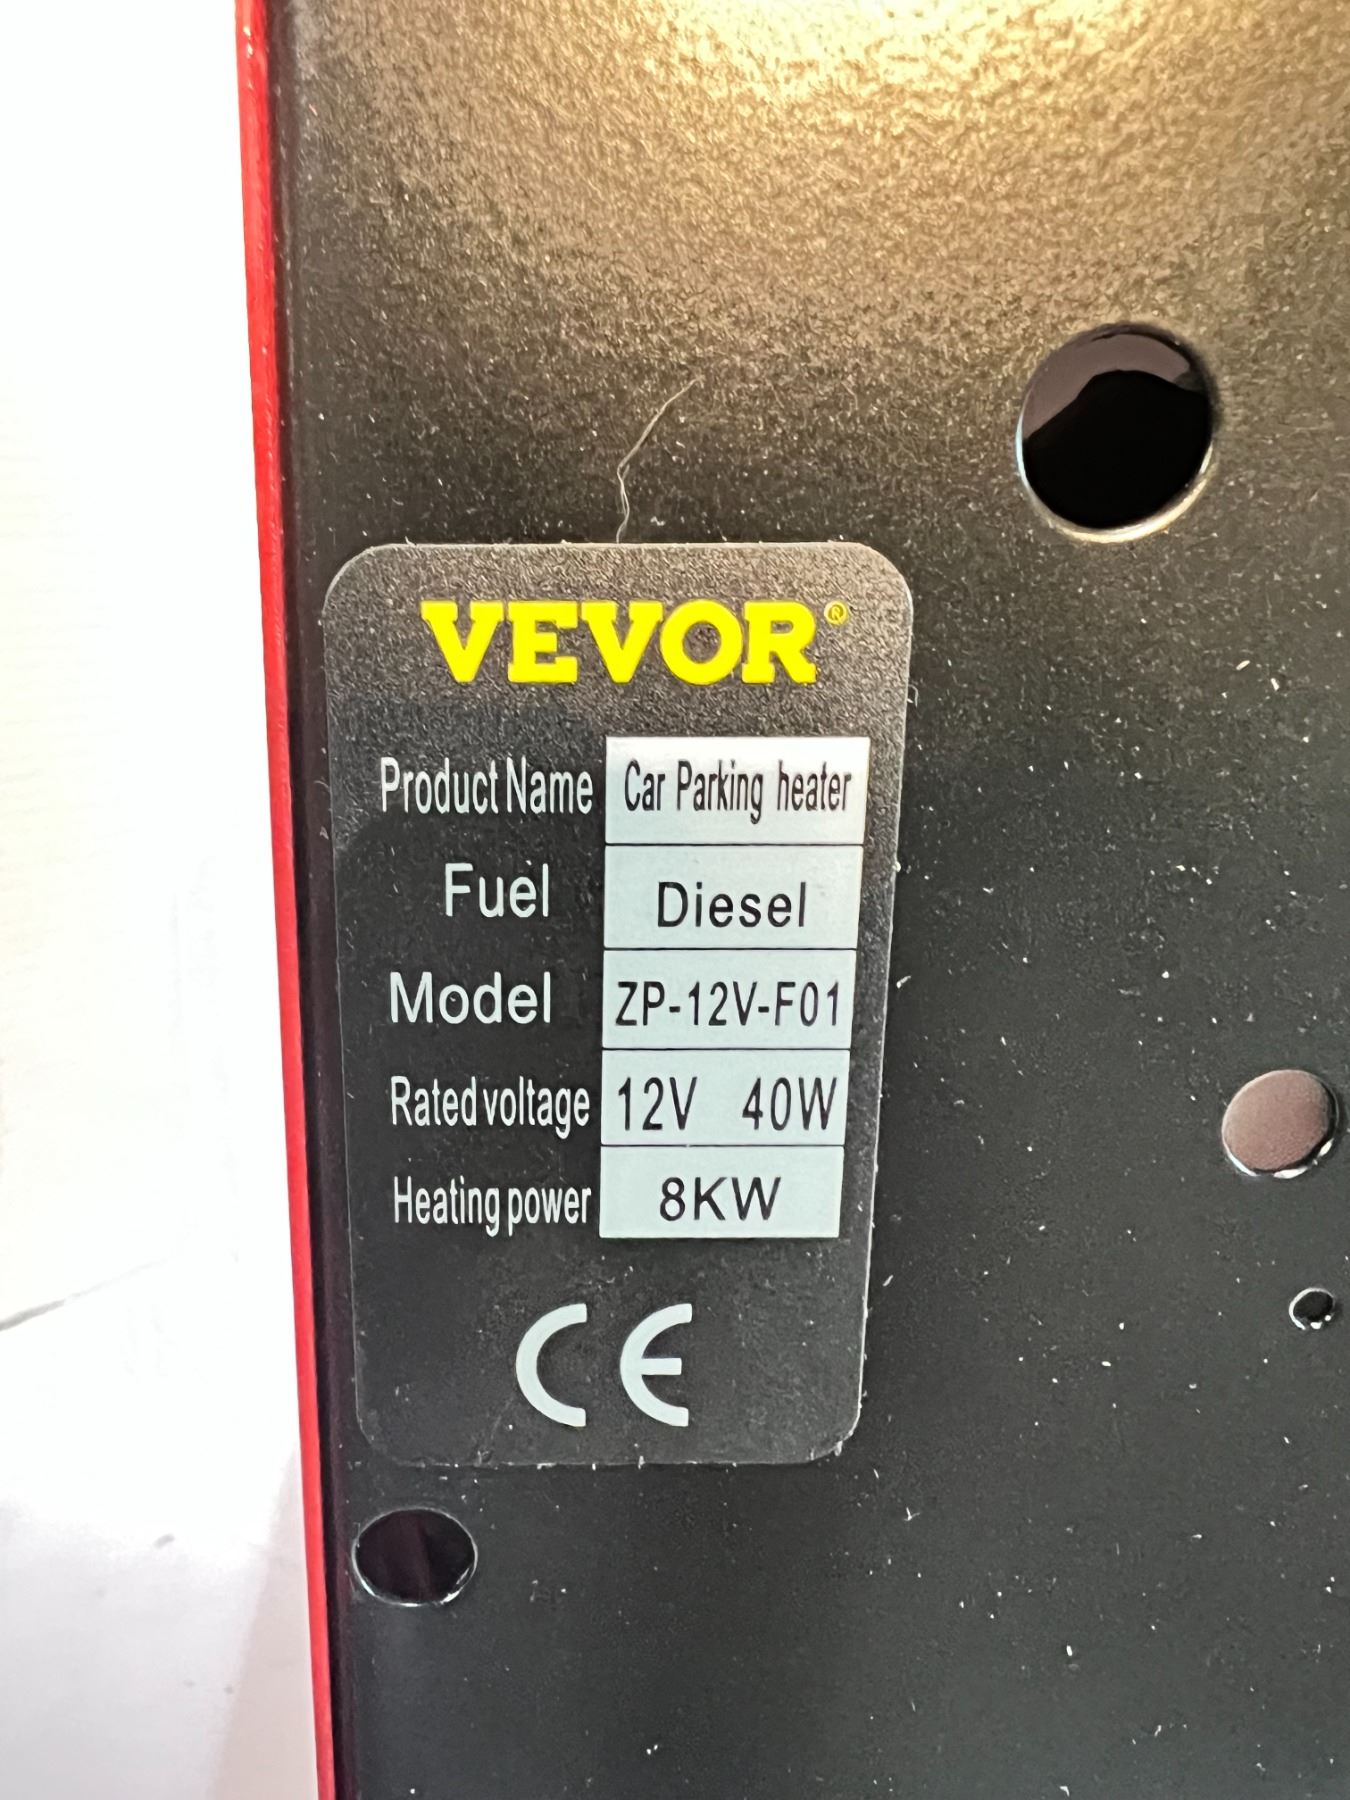 VEVOR®
Product Name Car Parking heater
Fuel Diesel
Model ZP-12V-F01
Rated voltage 12V 40W
Heating power 8KW
CE